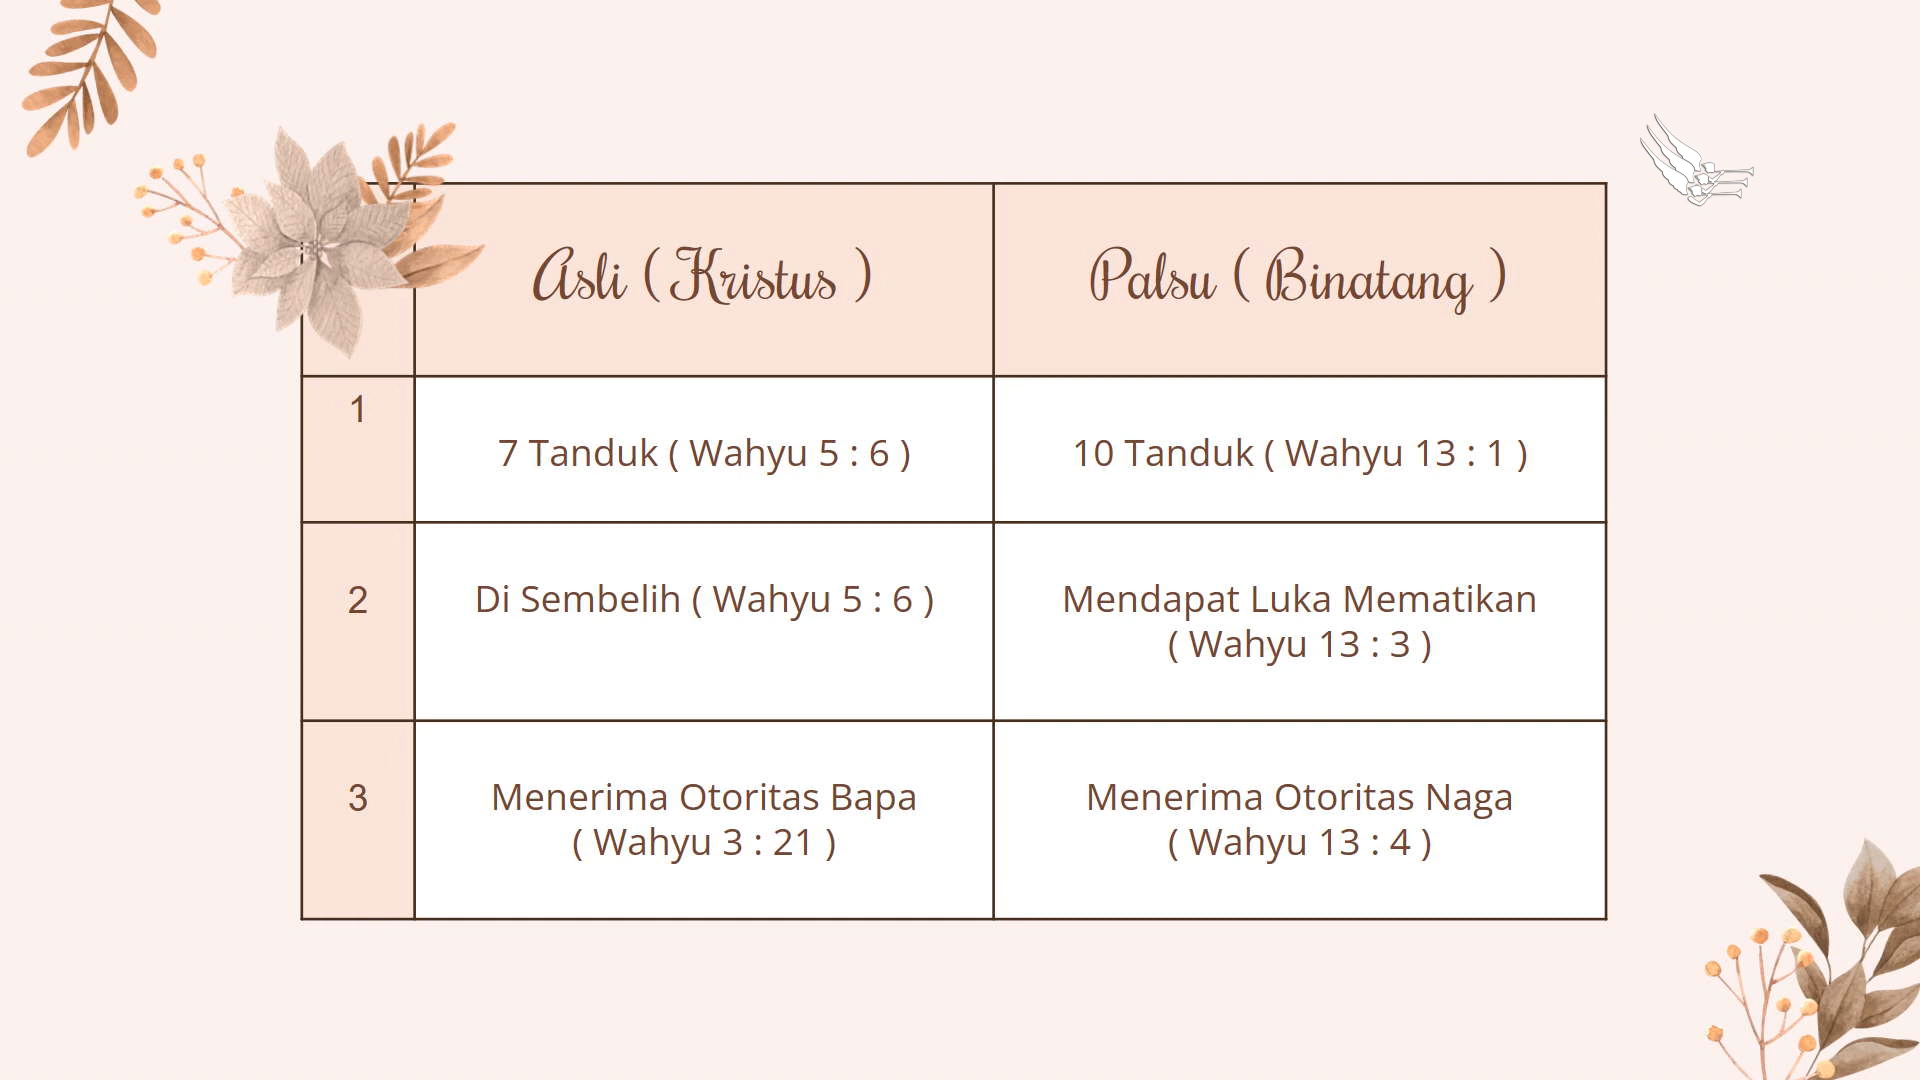 Asli ( Kristus )
Palsu ( Binatang )
1
7 Tanduk ( Wahyu 5 : 6 )
10 Tanduk ( Wahyu 13 : 1 )
2
Di Sembelih ( Wahyu 5 : 6 )
Mendapat Luka Mematikan
( Wahyu 13 : 3 )
3
Menerima Otoritas Bapa
( Wahyu 3 : 21 )
Menerima Otoritas Naga
( Wahyu 13 : 4 )